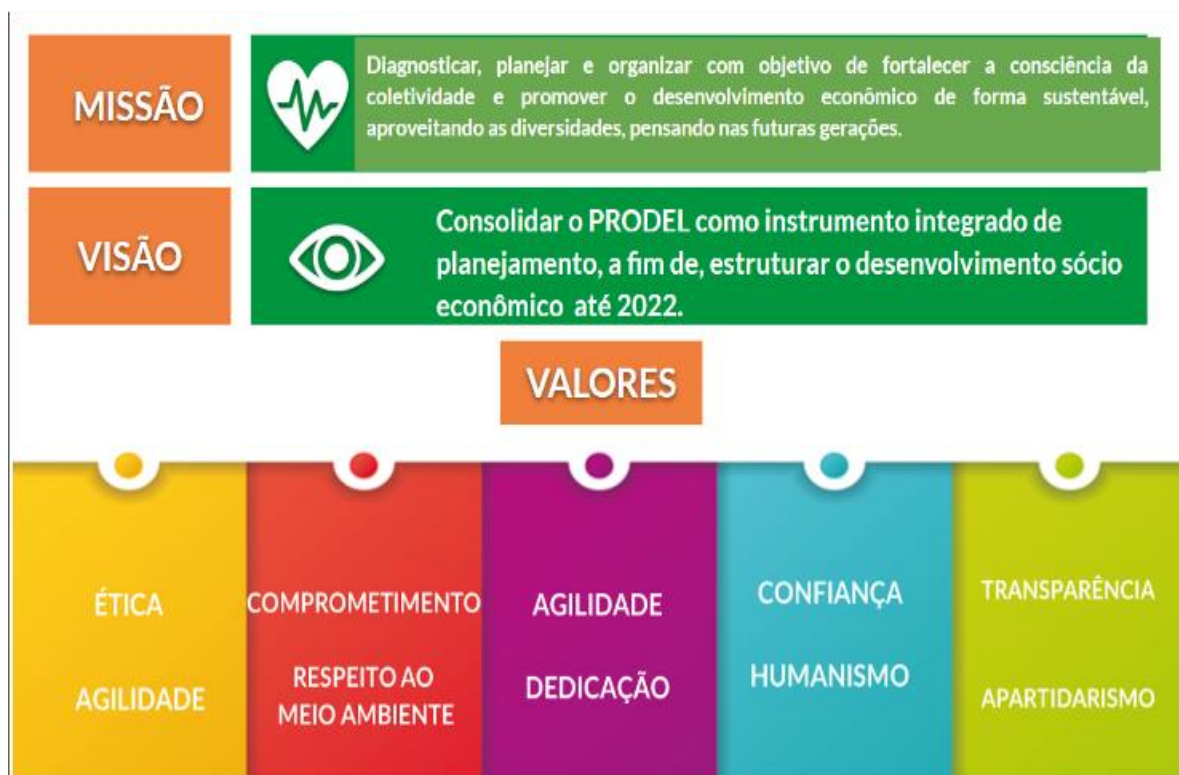 MISSÃO
Diagnosticar, planejar e organizar com objetivo de fortalecer a consciência da
coletividade e promover o desenvolvimento econômico de forma sustentável,
aproveitando as diversidades, pensando nas futuras gerações.
VISÃO
Consolidar o PRODEL como instrumento integrado de
planejamento, a fim de, estruturar o desenvolvimento sócio
econômico até 2022.
VALORES
ÉTICA
AGILIDADE
COMPROMETIMENTO
RESPEITO AO
MEIO AMBIENTE
AGILIDADE
DEDICAÇÃO
CONFIANÇA
HUMANISMO
TRANSPARÊNCIA
APARTIDARISMO